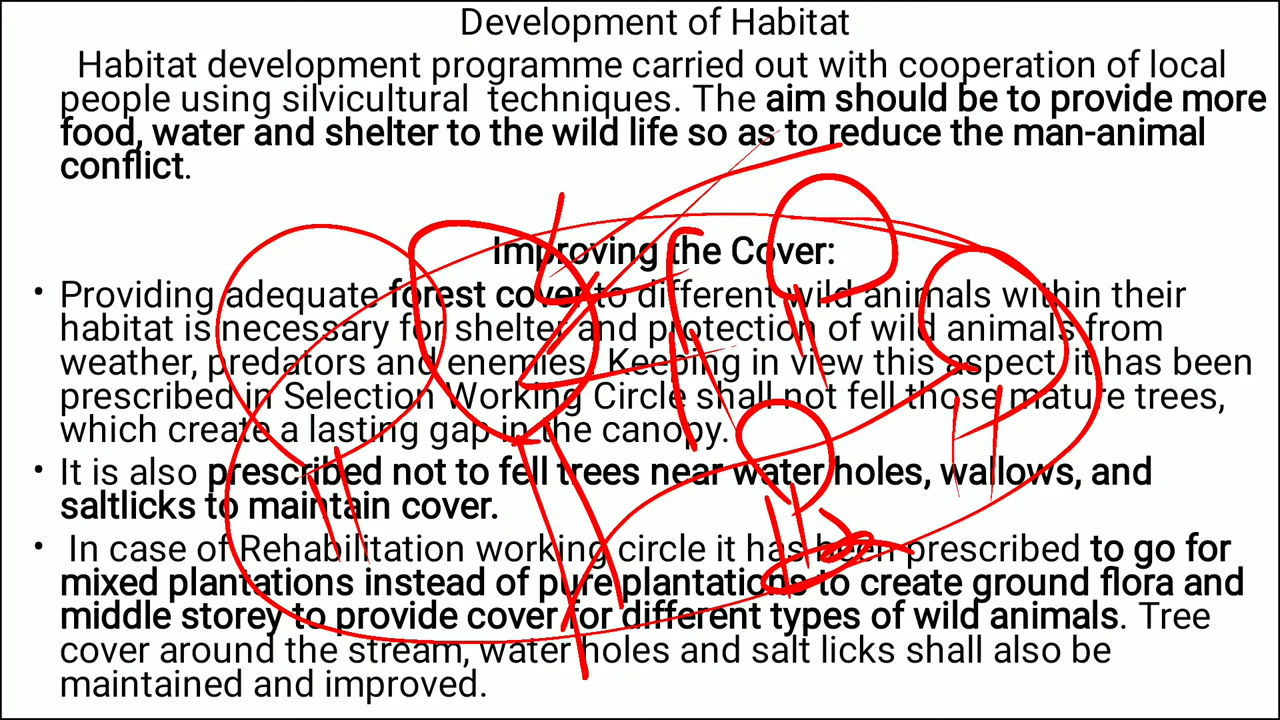 Development of Habitat
Habitat development programme carried out with cooperation of local
people using silvicultural techniques. The aim should be to provide more
food, water and shelter to the wild life so as to reduce the man-animal
conflict.
Improving the Cover:
• Providing adequate forest cover to different wild animals within their
habitat is necessary for shelter and protection of wild animals from
weather, predators and enemies. Keeping in view this aspect it has been
prescribed in Selection Working Circle shall not fell those mature trees,
which create a lasting gap in the canopy.
• It is also prescribed not to fell trees near water holes, wallows, and
saltlicks to maintain cover.
• In case of Rehabilitation working circle it has been prescribed to go for
mixed plantations instead of pure plantations to create ground flora and
middle storey to provide cover for different types of wild animals. Tree
cover around the stream, water holes and salt licks shall also be
maintained and improved.